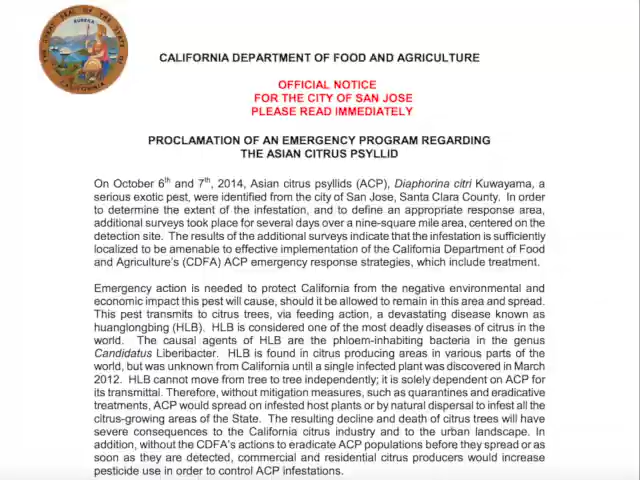 THE GREAT SEAL OF THE STATE OF CALIFORNIA
EUREKA
CALIFORNIA DEPARTMENT OF FOOD AND AGRICULTURE
OFFICIAL NOTICE
FOR THE CITY OF SAN JOSE
PLEASE READ IMMEDIATELY
PROCLAMATION OF AN EMERGENCY PROGRAM REGARDING
THE ASIAN CITRUS PSYLLID
On October 6th and 7th, 2014, Asian citrus psyllids (ACP), Diaphorina citri Kuwayama, a
serious exotic pest, were identified from the city of San Jose, Santa Clara County. In order
to determine the extent of the infestation, and to define an appropriate response area,
additional surveys took place for several days over a nine-square mile area, centered on the
detection site. The results of the additional surveys indicate that the infestation is sufficiently
localized to be amenable to effective implementation of the California Department of Food
and Agriculture's (CDFA) ACP emergency response strategies, which include treatment.
Emergency action is needed to protect California from the negative environmental and
economic impact this pest will cause, should it be allowed to remain in this area and spread.
This pest transmits to citrus trees, via feeding action, a devastating disease known as
huanglongbing (HLB). HLB is considered one of the most deadly diseases of citrus in the
world. The causal agents of HLB are the phloem-inhabiting bacteria in the genus
Candidatus Liberibacter. HLB is found in citrus producing areas in various parts of the
world, but was unknown from California until a single infected plant was discovered in March
2012. HLB cannot move from tree to tree independently; it is solely dependent on ACP for
its transmittal. Therefore, without mitigation measures, such as quarantines and eradicative
treatments, ACP would spread on infested host plants or by natural dispersal to infest all the
citrus-growing areas of the State. The resulting decline and death of citrus trees will have
severe consequences to the California citrus industry and to the urban landscape. In
addition, without the CDFA's actions to eradicate ACP populations before they spread or as
soon as they are detected, commercial and residential citrus producers would increase
pesticide use in order to control ACP infestations.